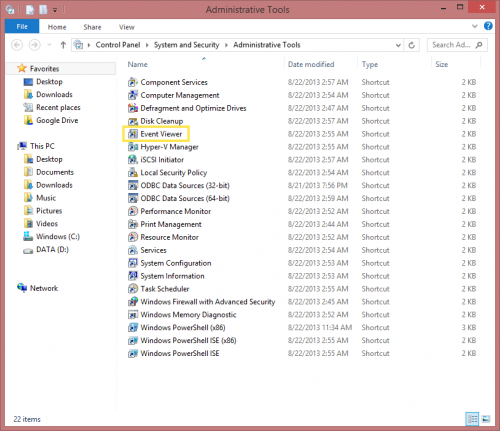 Administrative Tools
File Home Share View
Control Panel System and Security Administrative Tools Search Ad...
Name Date modified Type Size
Favorites
Desktop
Downloads
Recent places
Google Drive
This PC
Desktop
Documents
Downloads
Music
Pictures
Videos
Windows (C:)
DATA (D:)
Network
Component Services 8/22/2013 2:57 AM Shortcut 2 KB
Computer Management 8/22/2013 2:54 AM Shortcut 2 KB
Defragment and Optimize Drives 8/22/2013 2:47 AM Shortcut 2 KB
Disk Cleanup 8/22/2013 2:57 AM Shortcut 2 KB
Event Viewer 8/22/2013 2:55 AM Shortcut 2 KB
Hyper-V Manager 8/22/2013 2:55 AM Shortcut 2 KB
iSCSI Initiator 8/22/2013 2:57 AM Shortcut 2 KB
Local Security Policy 8/22/2013 2:54 AM Shortcut 2 KB
ODBC Data Sources (32-bit) 8/21/2013 7:56 PM Shortcut 2 KB
ODBC Data Sources (64-bit) 8/22/2013 2:59 AM Shortcut 2 KB
Performance Monitor 8/22/2013 2:52 AM Shortcut 2 KB
Print Management 8/22/2013 2:44 AM Shortcut 2 KB
Resource Monitor 8/22/2013 2:52 AM Shortcut 2 KB
Services 8/22/2013 2:54 AM Shortcut 2 KB
System Configuration 8/22/2013 2:53 AM Shortcut 2 KB
System Information 8/22/2013 2:53 AM Shortcut 2 KB
Task Scheduler 8/22/2013 2:55 AM Shortcut 2 KB
Windows Firewall with Advanced Security 8/22/2013 2:45 AM Shortcut 2 KB
Windows Memory Diagnostic 8/22/2013 2:52 AM Shortcut 2 KB
Windows PowerShell (x86) 8/22/2013 11:34 AM Shortcut 3 KB
Windows PowerShell ISE (x86) 8/22/2013 2:55 AM Shortcut 2 KB
Windows PowerShell ISE 8/22/2013 2:55 AM Shortcut 2 KB
22 items